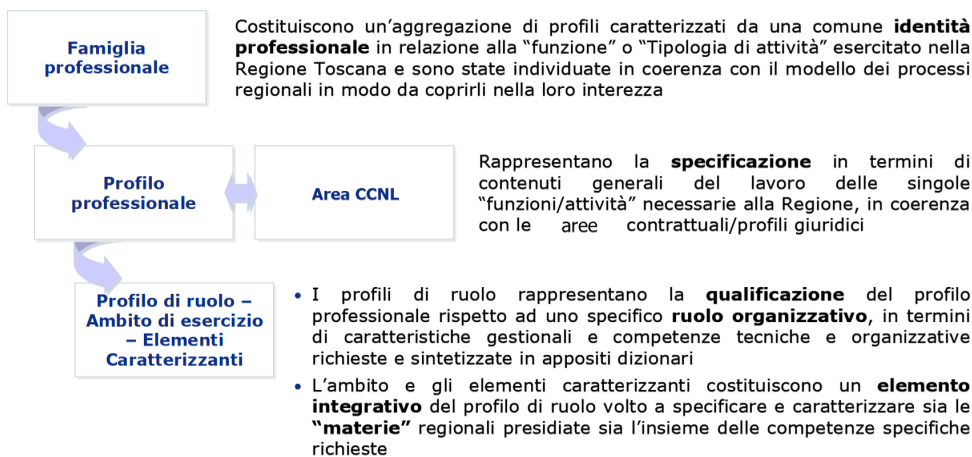 Famiglia
professionale
Costituiscono un’aggregazione di profili caratterizzati da una comune identità
professionale in relazione alla “funzione” o “Tipologia di attività” esercitato nella
Regione Toscana e sono state individuate in coerenza con il modello dei processi
regionali in modo da coprirli nella loro interezza
Profilo
professionale
Area CCNL
Rappresentano la specificazione in termini di
contenuti generali del lavoro delle singole
“funzioni/attività” necessarie alla Regione, in coerenza
con le aree contrattuali/profili giuridici
Profilo di ruolo –
Ambito di esercizio
– Elementi
Caratterizzanti
• I profili di ruolo rappresentano la qualificazione del profilo
professionale rispetto ad uno specifico ruolo organizzativo, in termini
di caratteristiche gestionali e competenze tecniche e organizzative
richieste e sintetizzate in appositi dizionari
• L’ambito e gli elementi caratterizzanti costituiscono un elemento
integrativo del profilo di ruolo volto a specificare e caratterizzare sia le
“materie” regionali presidiate sia l’insieme delle competenze specifiche
richieste